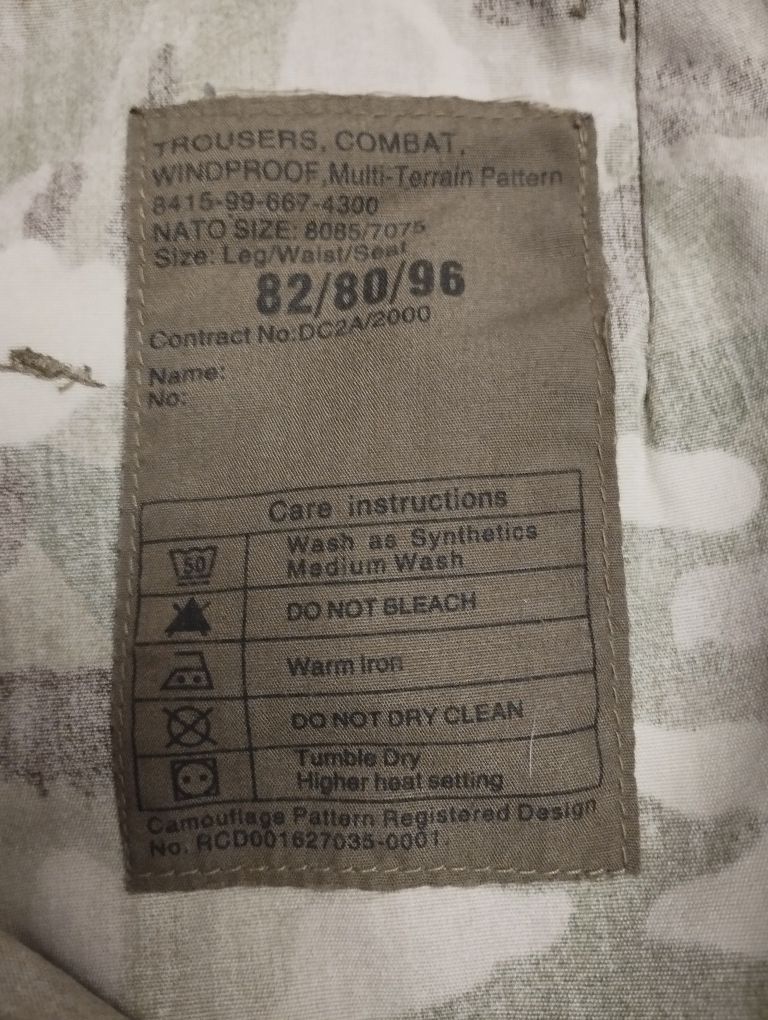 TROUSERS, COMBAT,
WINDPROOF, Multi-Terrain Pattern
8415-99-667-4300
NATO SIZE: 8085/7075
Size: Leg/Waist/Seat
82/80/96
Contract No:DC2A/2000
Name:
No:
Care instructions
50
Wash as Synthetics
Medium Wash
DO NOT BLEACH
Warm Iron
DO NOT DRY CLEAN
Tumble Dry
Higher heat setting
Camouflage Pattern Registered Design
No. RCD001627035-0001.